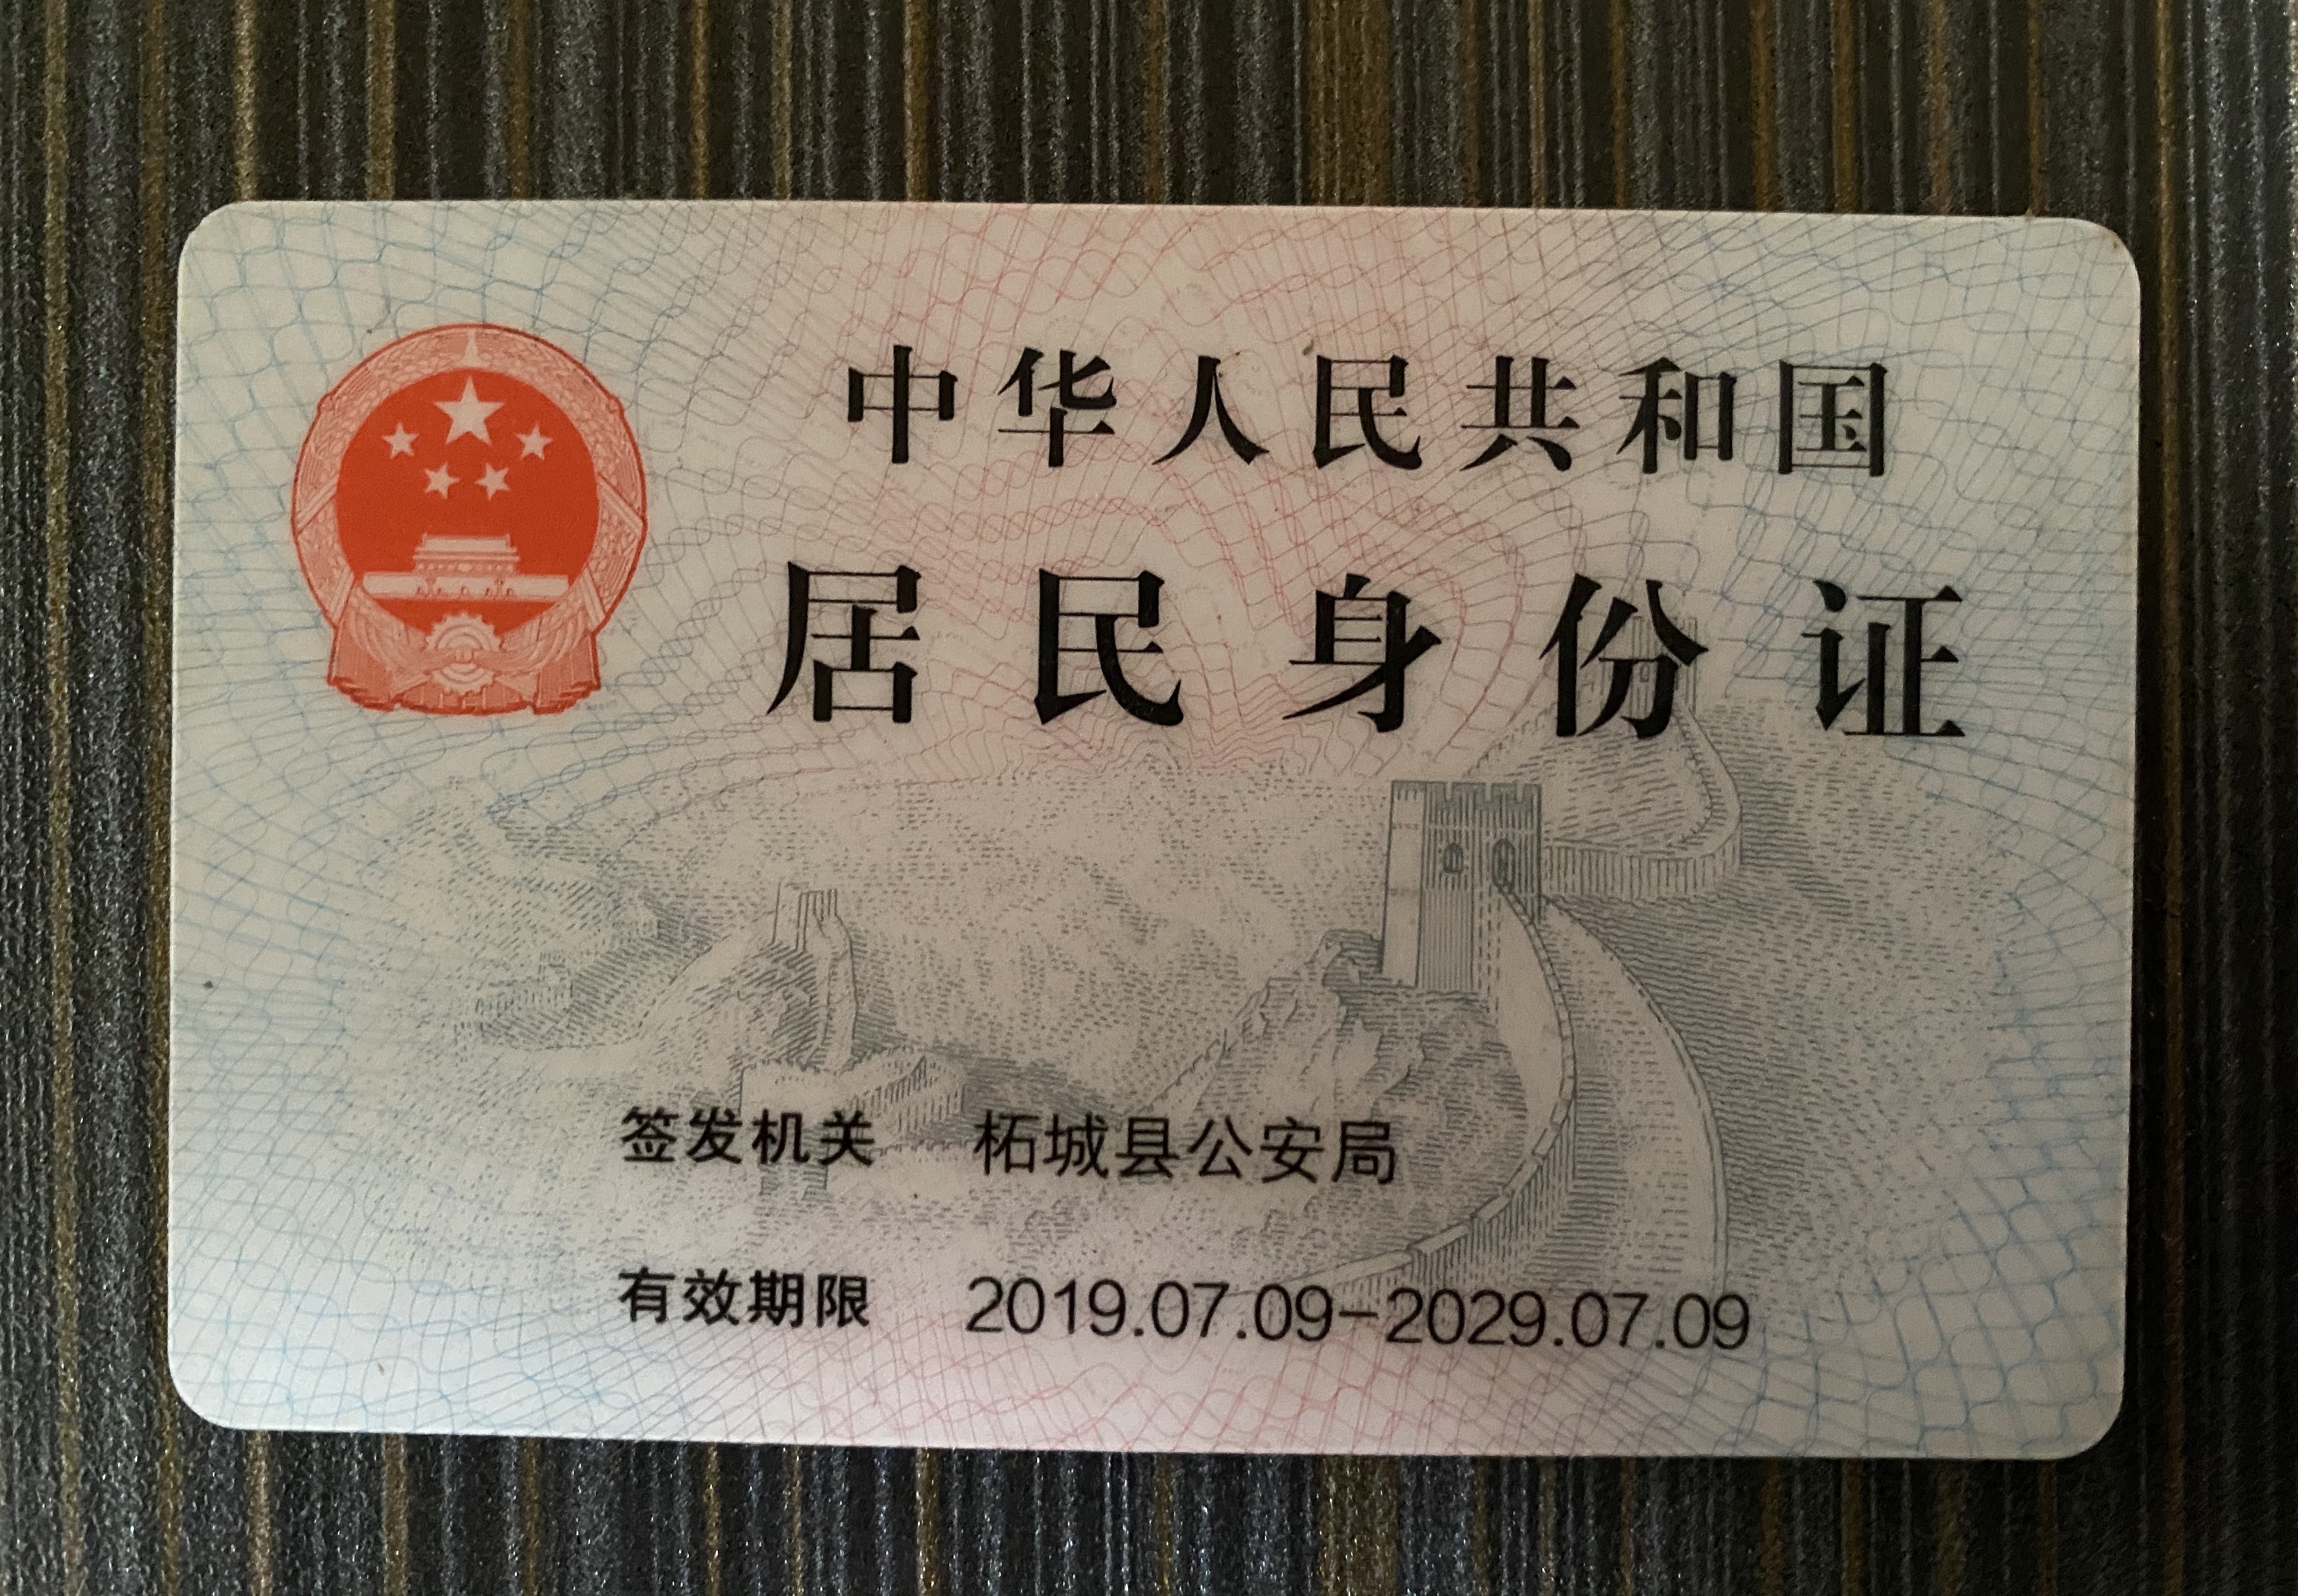 中华人民共和国
居民身份证
签发机关 柘城县公安局
有效期限 2019.07.09-2029.07.09